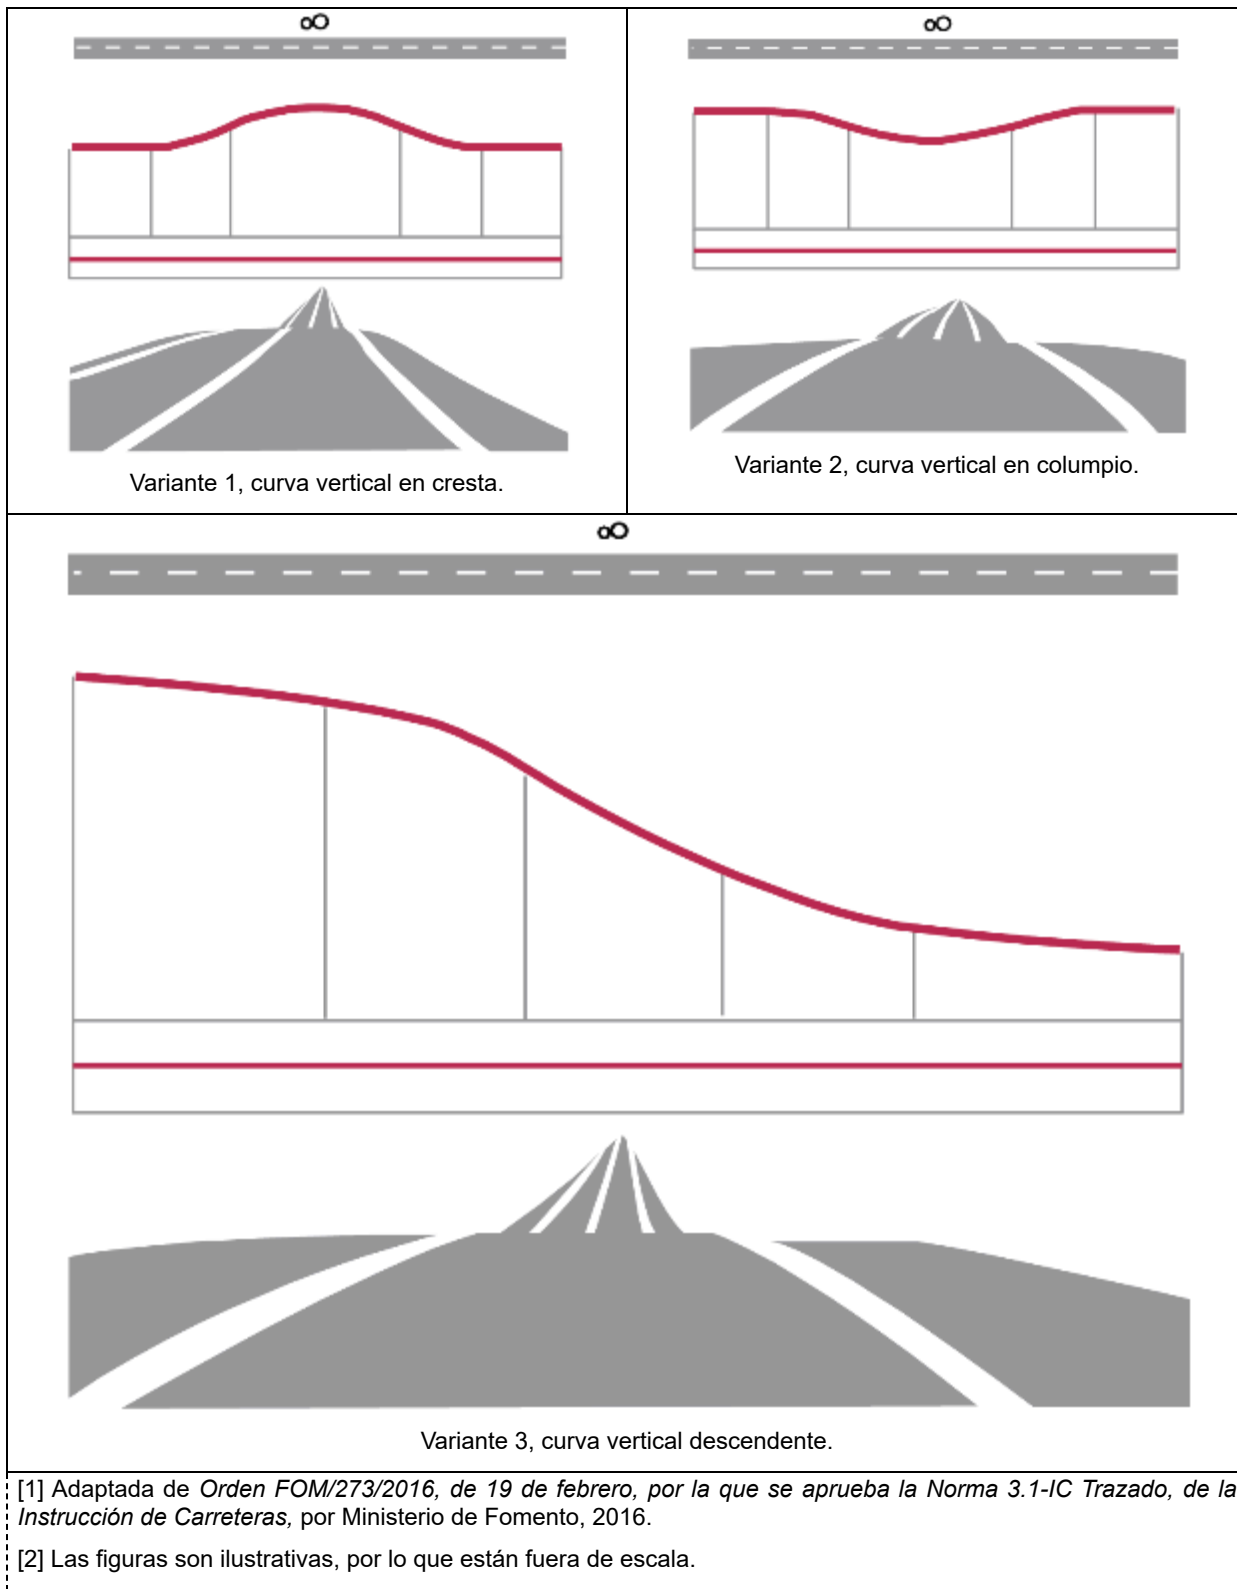 ∞
∞
Variante 1, curva vertical en cresta.
Variante 2, curva vertical en columpio.
∞
Variante 3, curva vertical descendente.
[1] Adaptada de Orden FOM/273/2016, de 19 de febrero, por la que se aprueba la Norma 3.1-IC Trazado, de la
Instrucción de Carreteras, por Ministerio de Fomento, 2016.
[2] Las figuras son ilustrativas, por lo que están fuera de escala.